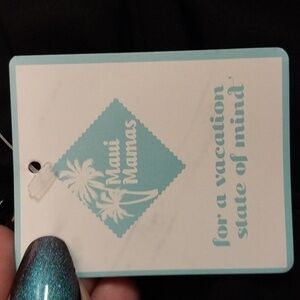 Maui
Mamas
for a vacation
state of mind